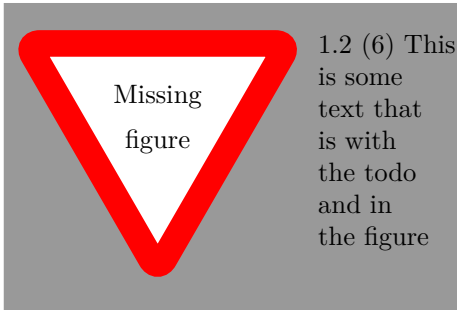 Missing
figure
1.2 (6) This
is some
text that
is with
the todo
and in
the figure